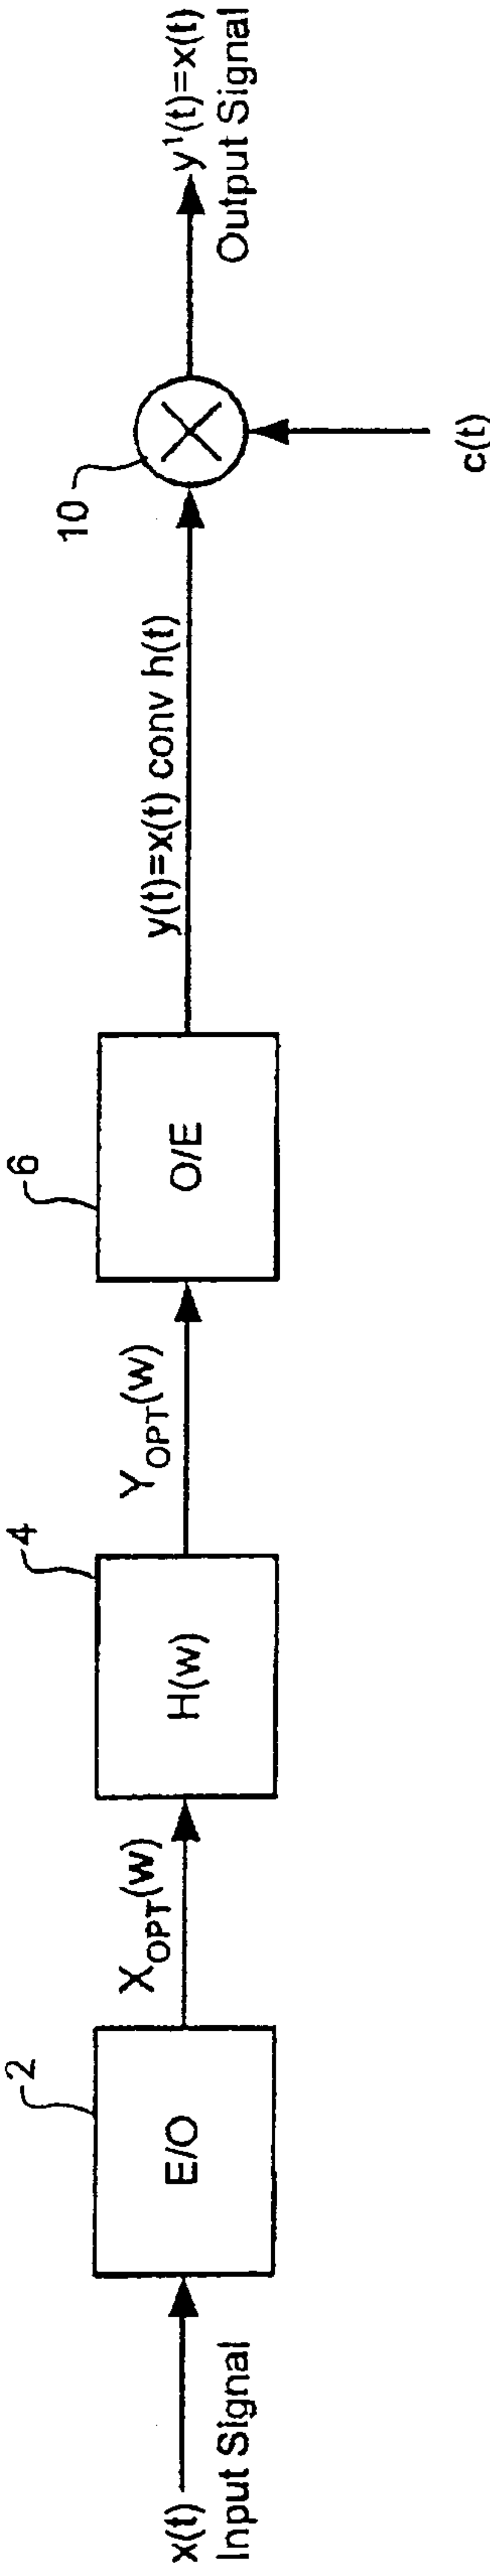 x(t)
Input Signal
2
E/O
X_OPT(w)
4
H(w)
Y_OPT(w)
6
O/E
y(t)=x(t) conv h(t)
10
c(t)
y¹(t)=x(t)
Output Signal